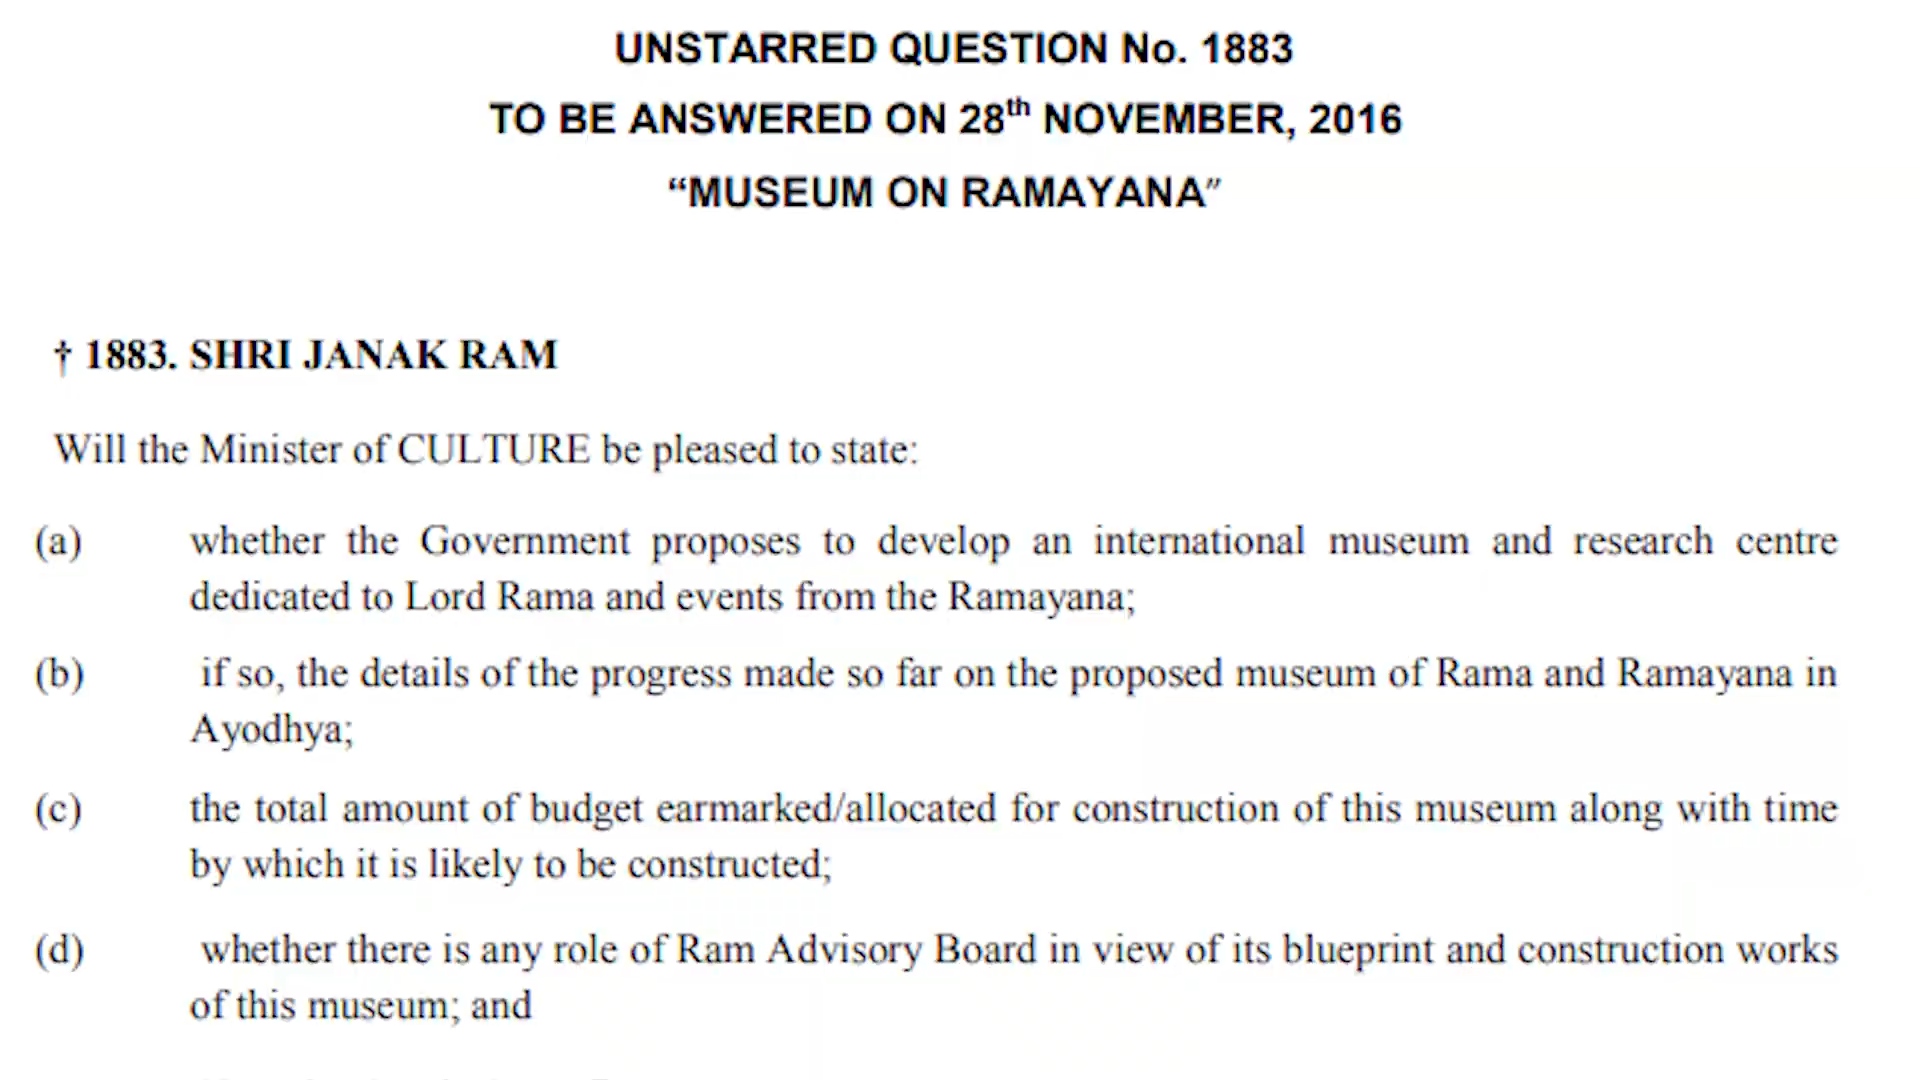 UNSTARRED QUESTION No. 1883
TO BE ANSWERED ON 28th NOVEMBER, 2016
“MUSEUM ON RAMAYANA”
† 1883. SHRI JANAK RAM
Will the Minister of CULTURE be pleased to state:
(a) whether the Government proposes to develop an international museum and research centre
dedicated to Lord Rama and events from the Ramayana;
(b) if so, the details of the progress made so far on the proposed museum of Rama and Ramayana in
Ayodhya;
(c) the total amount of budget earmarked/allocated for construction of this museum along with time
by which it is likely to be constructed;
(d) whether there is any role of Ram Advisory Board in view of its blueprint and construction works
of this museum; and